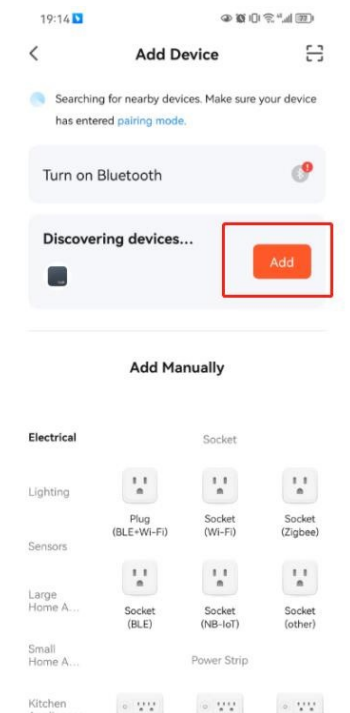 19:14
Add Device
Searching for nearby devices. Make sure your device
has entered pairing mode.
Turn on Bluetooth
Discovering devices...
Add
Add Manually
Electrical
Socket
Lighting
Plug
(BLE+Wi-Fi)
Socket
(Wi-Fi)
Socket
(Zigbee)
Sensors
Large
Home A...
Socket
(BLE)
Socket
(NB-IoT)
Socket
(other)
Small
Home A...
Power Strip
Kitchen